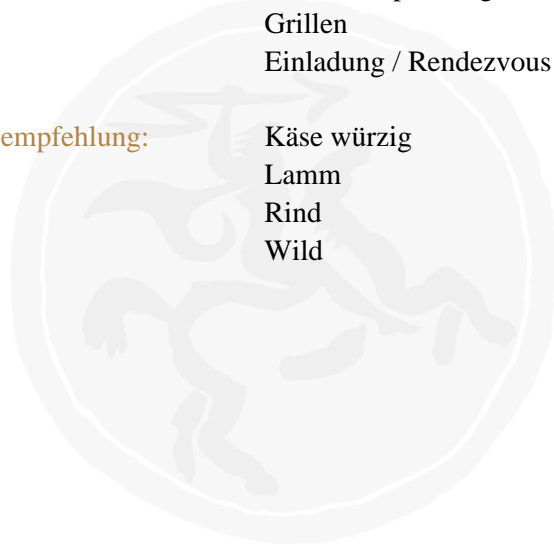 Grillen
Einladung / Rendezvous
empfehlung: Käse würzig
Lamm
Rind
Wild